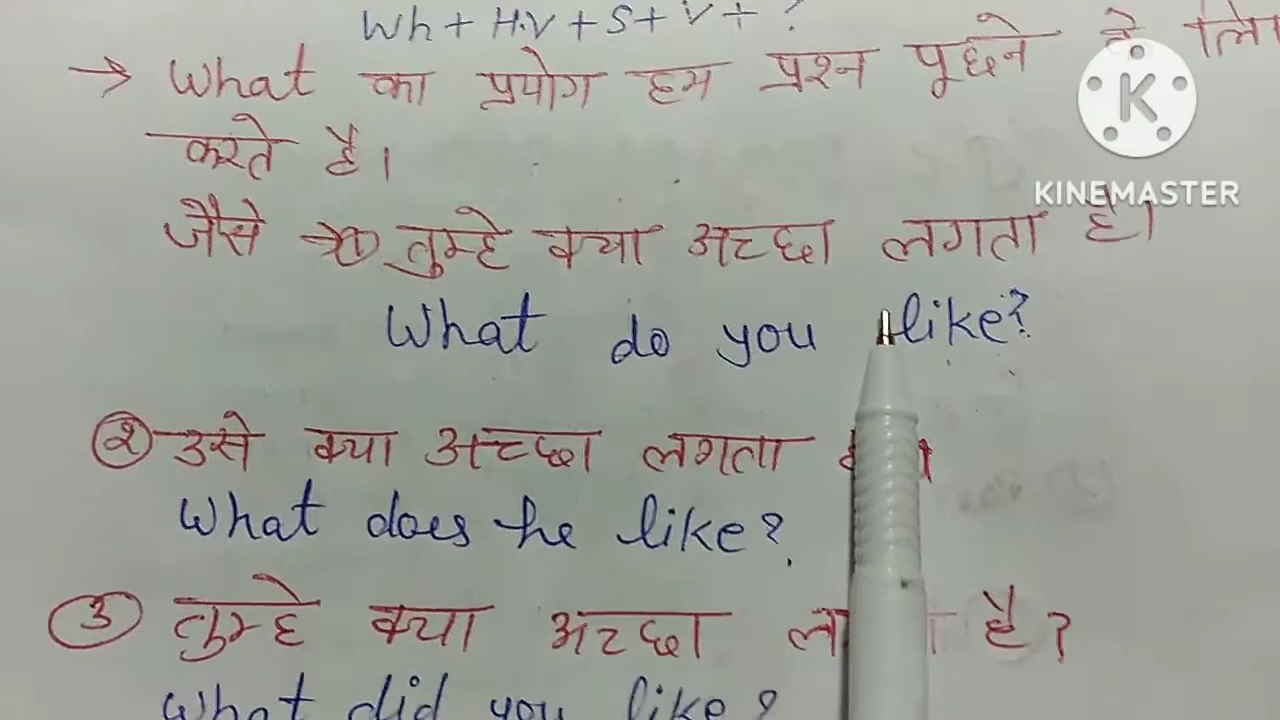 Wh + H.V + S + V + ?
→ What का प्रयोग हम प्रश्न पूछने के लि
करते है।
जैसे → ① तुम्हे क्या अच्छा लगता है।
What do you like?
② उसे क्या अच्छा लगता
What does he like?
③ तुम्हे क्या अच्छा है?
What did you like?
K
KINEMASTER